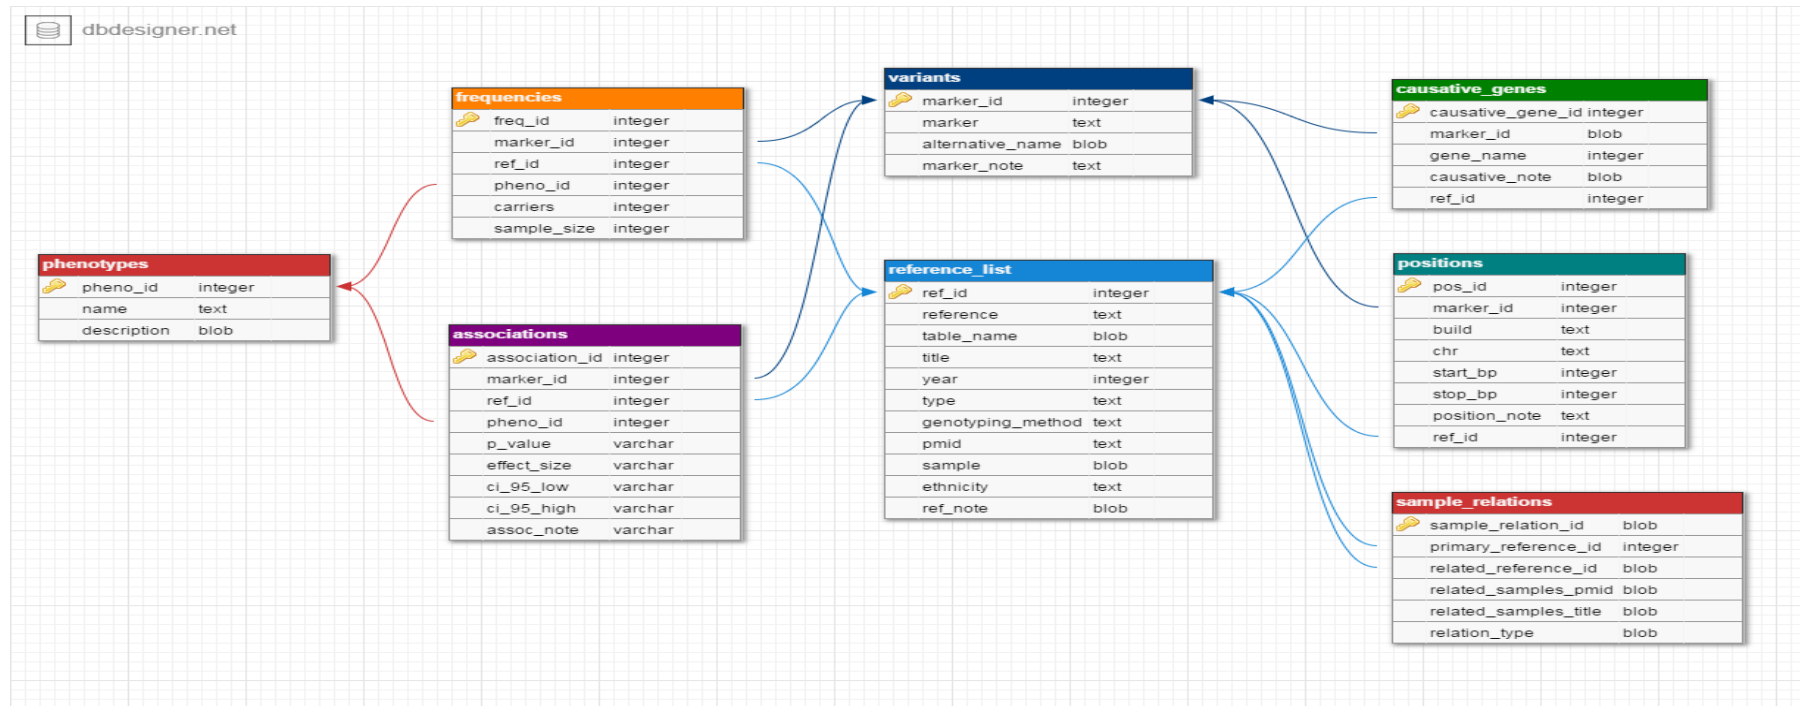 dbdesigner.net
phenotypes
pheno_id integer
name text
description blob
frequencies
freq_id integer
marker_id integer
ref_id integer
pheno_id integer
carriers integer
sample_size integer
associations
association_id integer
marker_id integer
ref_id integer
pheno_id integer
p_value varchar
effect_size varchar
ci_95_low varchar
ci_95_high varchar
assoc_note varchar
variants
marker_id integer
marker text
alternative_name blob
marker_note text
reference_list
ref_id integer
reference text
table_name blob
title text
year integer
type text
genotyping_method text
pmid text
sample blob
ethnicity text
ref_note blob
causative_genes
causative_gene_id integer
marker_id blob
gene_name integer
causative_note blob
ref_id integer
positions
pos_id integer
marker_id integer
build text
chr text
start_bp integer
stop_bp integer
position_note text
ref_id integer
sample_relations
sample_relation_id blob
primary_reference_id integer
related_reference_id blob
related_samples_pmid blob
related_samples_title blob
relation_type blob